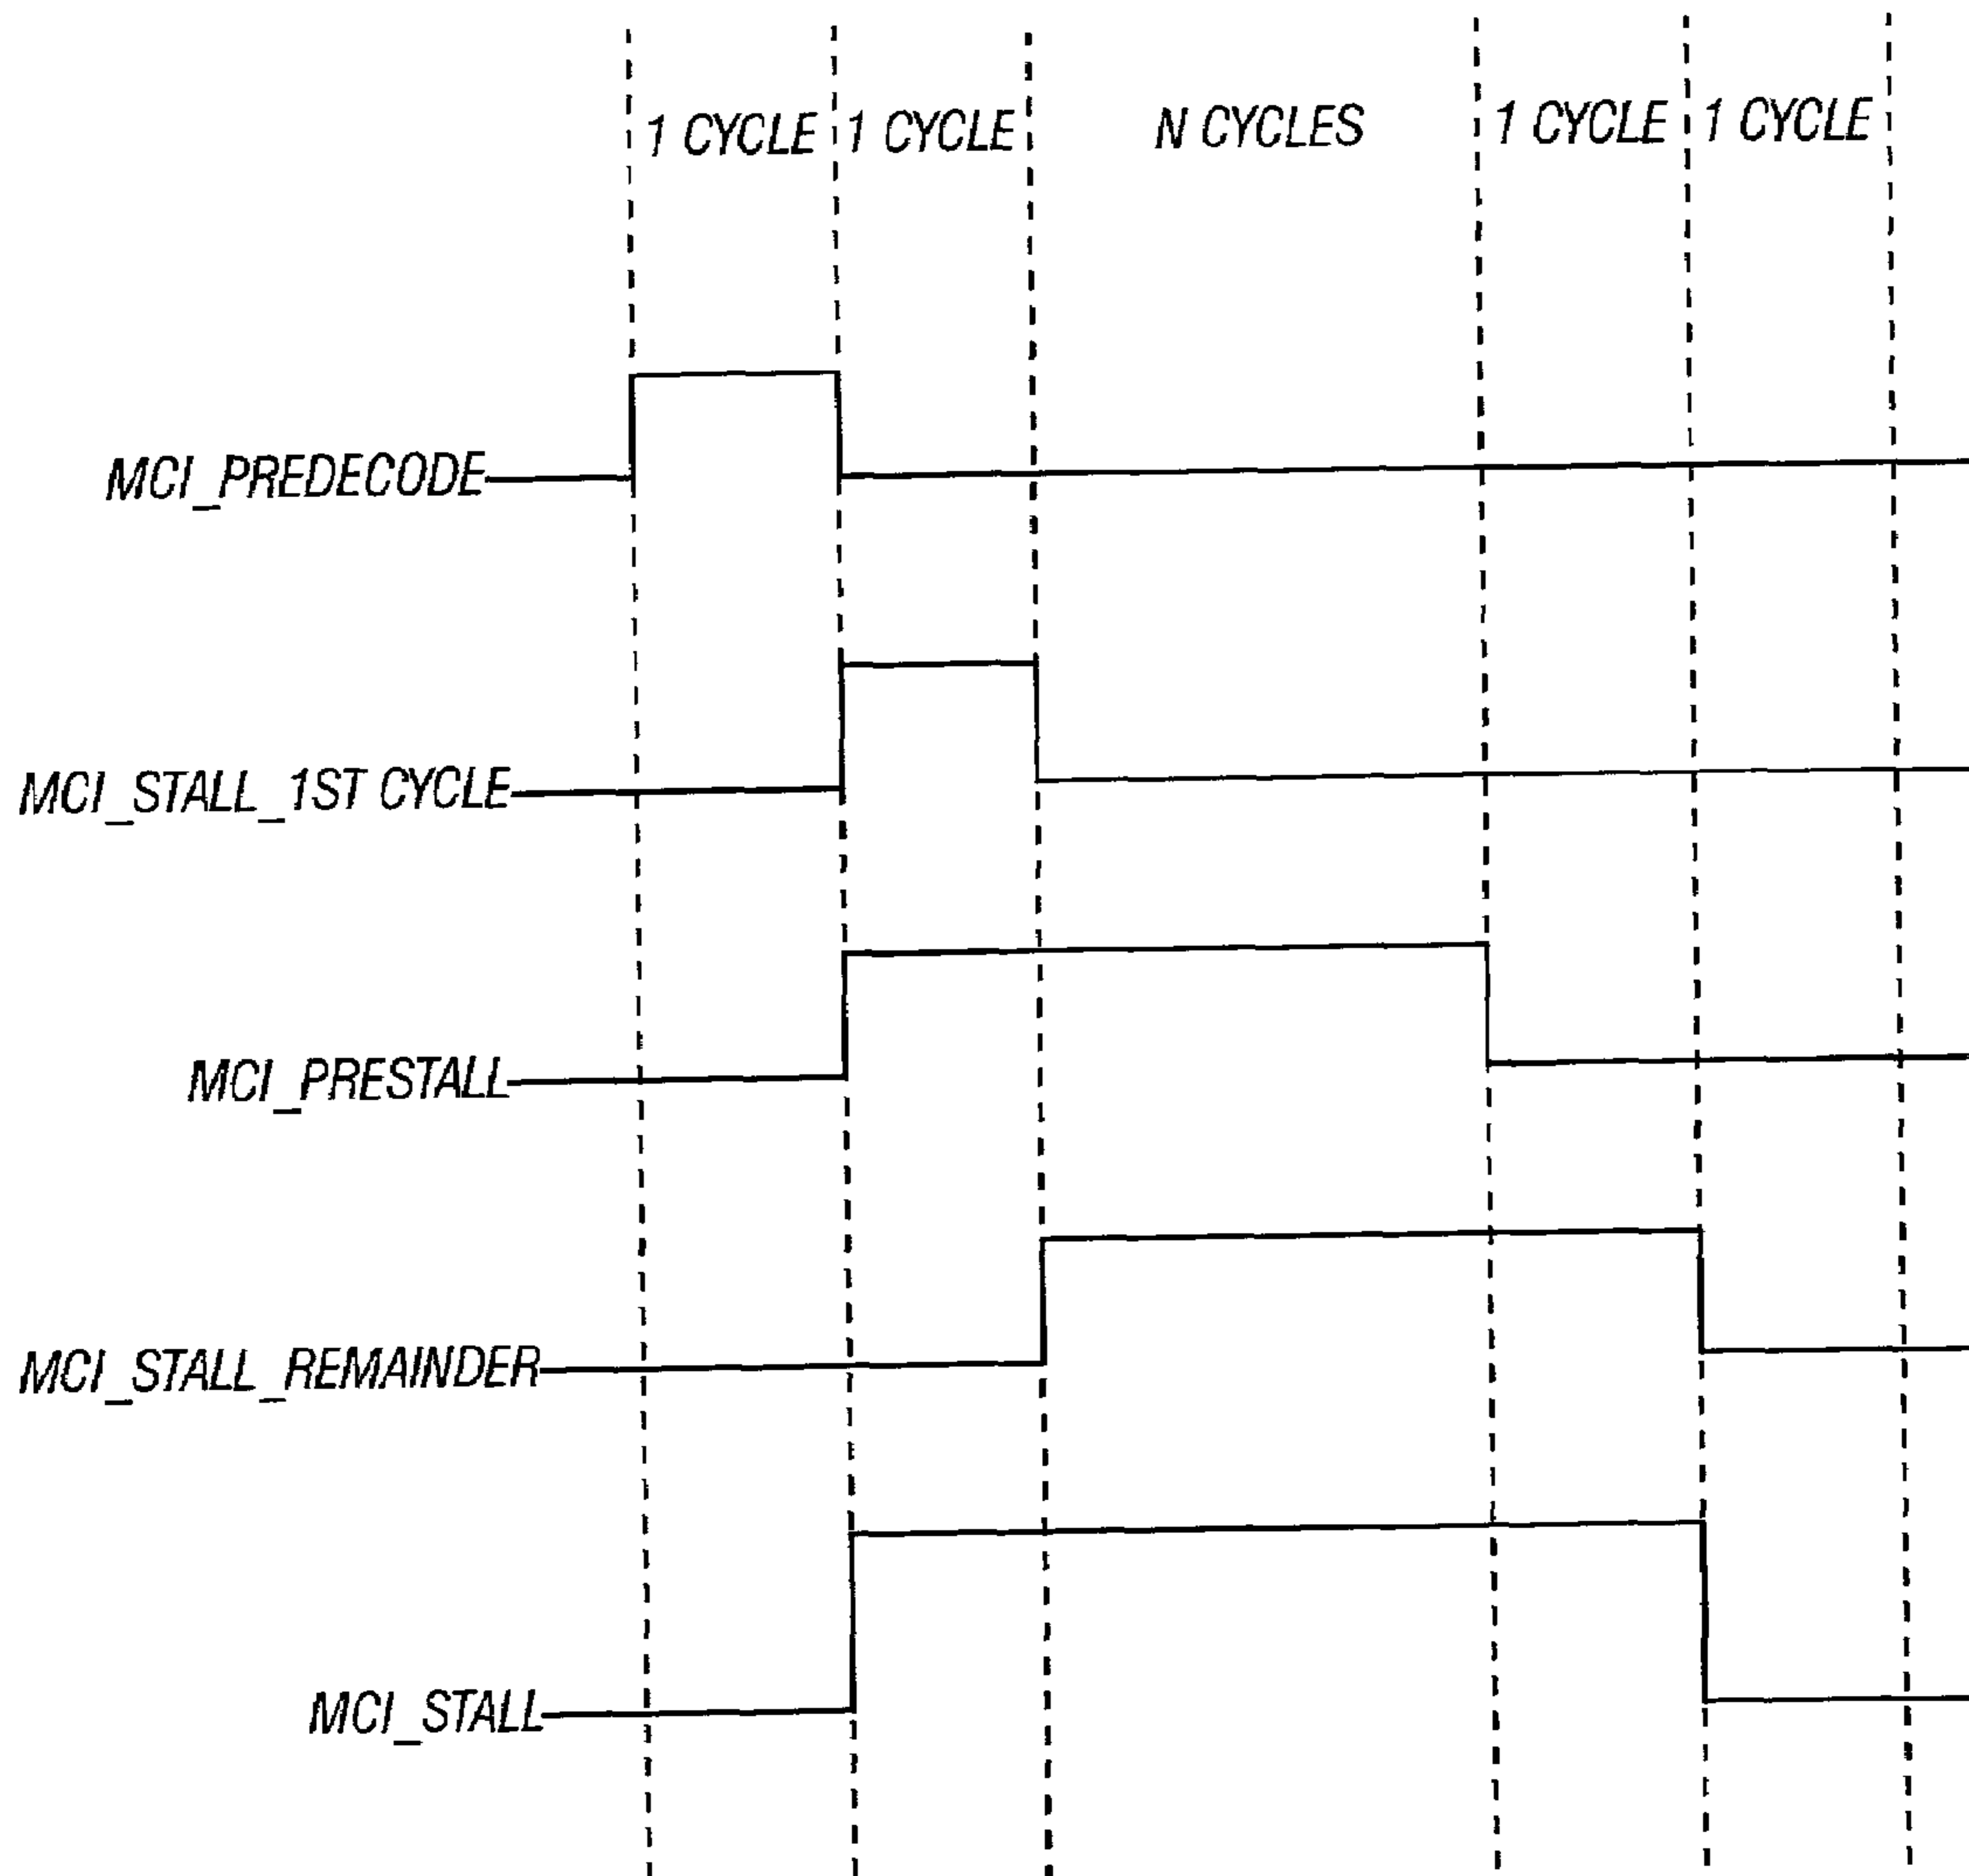 1 CYCLE 1 CYCLE N CYCLES 1 CYCLE 1 CYCLE
MCI_PREDECODE
MCI_STALL_1ST CYCLE
MCI_PRESTALL
MCI_STALL_REMAINDER
MCI_STALL